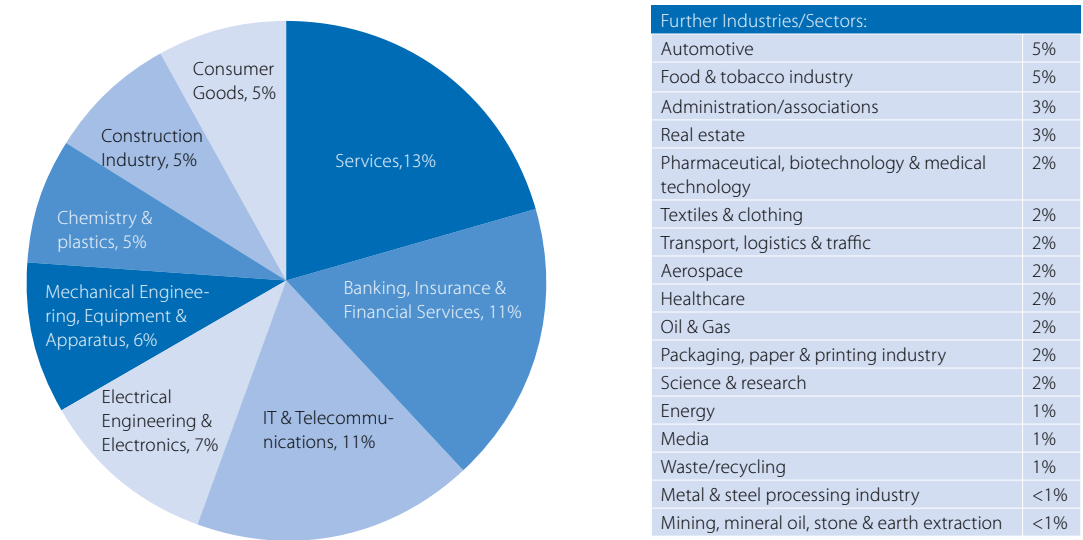 Consumer
Goods, 5%
Construction
Industry, 5%
Services,13%
Chemistry &
plastics, 5%
Banking, Insurance &
Financial Services, 11%
Mechanical Enginee-
ring, Equipment &
Apparatus, 6%
Electrical
Engineering &
Electronics, 7%
IT & Telecommu-
nications, 11%
Further Industries/Sectors:
Automotive 5%
Food & tobacco industry 5%
Administration/associations 3%
Real estate 3%
Pharmaceutical, biotechnology & medical 2%
technology
Textiles & clothing 2%
Transport, logistics & traffic 2%
Aerospace 2%
Healthcare 2%
Oil & Gas 2%
Packaging, paper & printing industry 2%
Science & research 2%
Energy 1%
Media 1%
Waste/recycling 1%
Metal & steel processing industry <1%
Mining, mineral oil, stone & earth extraction <1%